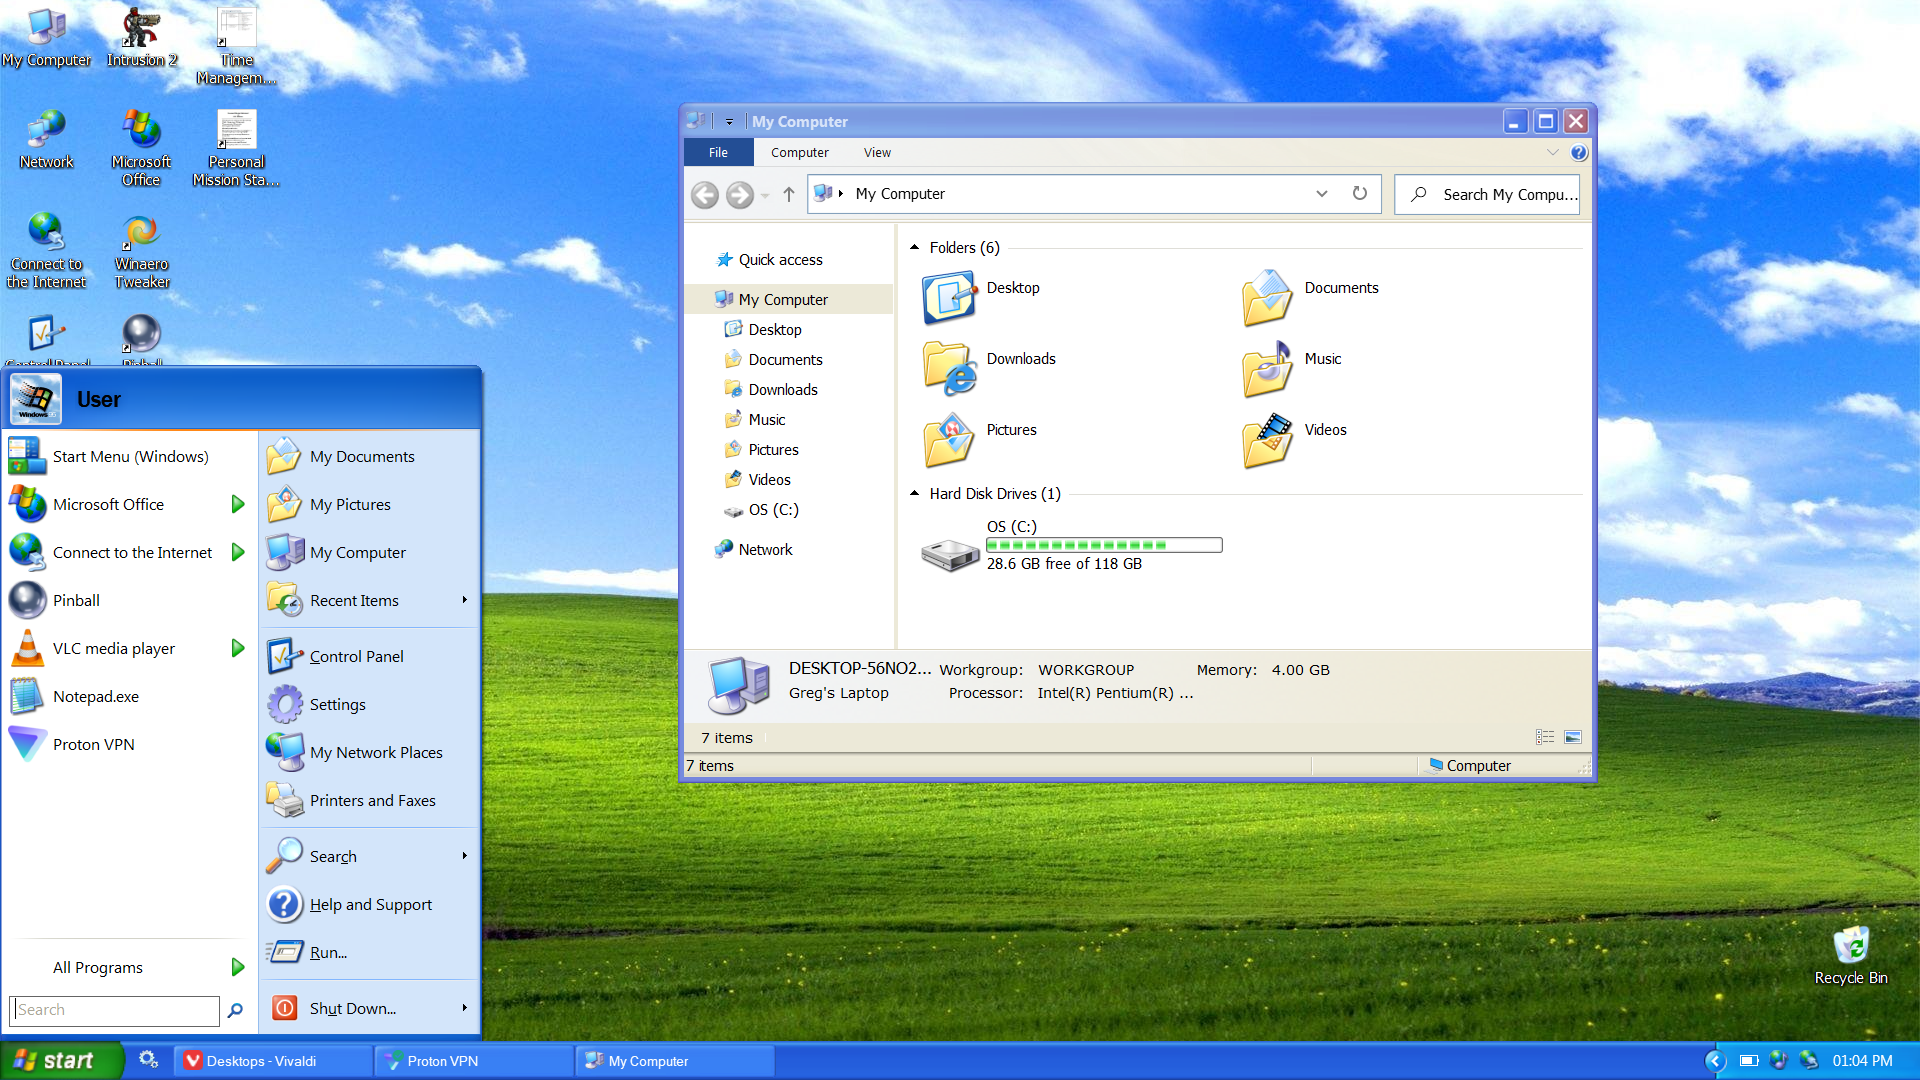 My Computer
Intrusion 2
Time
Managem...
Network
Microsoft
Office
Personal
Mission Sta...
Connect to
the Internet
Winaero
Tweaker
Control Panel
Pinball
User
Windows
Start Menu (Windows)
Microsoft Office
Connect to the Internet
Pinball
VLC media player
Notepad.exe
Proton VPN
All Programs
Search
My Documents
My Pictures
My Computer
Recent Items
Control Panel
Settings
My Network Places
Printers and Faxes
Search
Help and Support
Run...
Shut Down...
My Computer
File
Computer
View
My Computer
Search My Compu...
Quick access
My Computer
Desktop
Documents
Downloads
Music
Pictures
Videos
OS (C:)
Network
Folders (6)
Desktop
Documents
Downloads
Music
Pictures
Videos
Hard Disk Drives (1)
OS (C:)
28.6 GB free of 118 GB
DESKTOP-56NO2... Workgroup: WORKGROUP Memory: 4.00 GB
Greg's Laptop Processor: Intel(R) Pentium(R) ...
7 items
7 items
Computer
Recycle Bin
start
Desktops - Vivaldi
Proton VPN
My Computer
01:04 PM